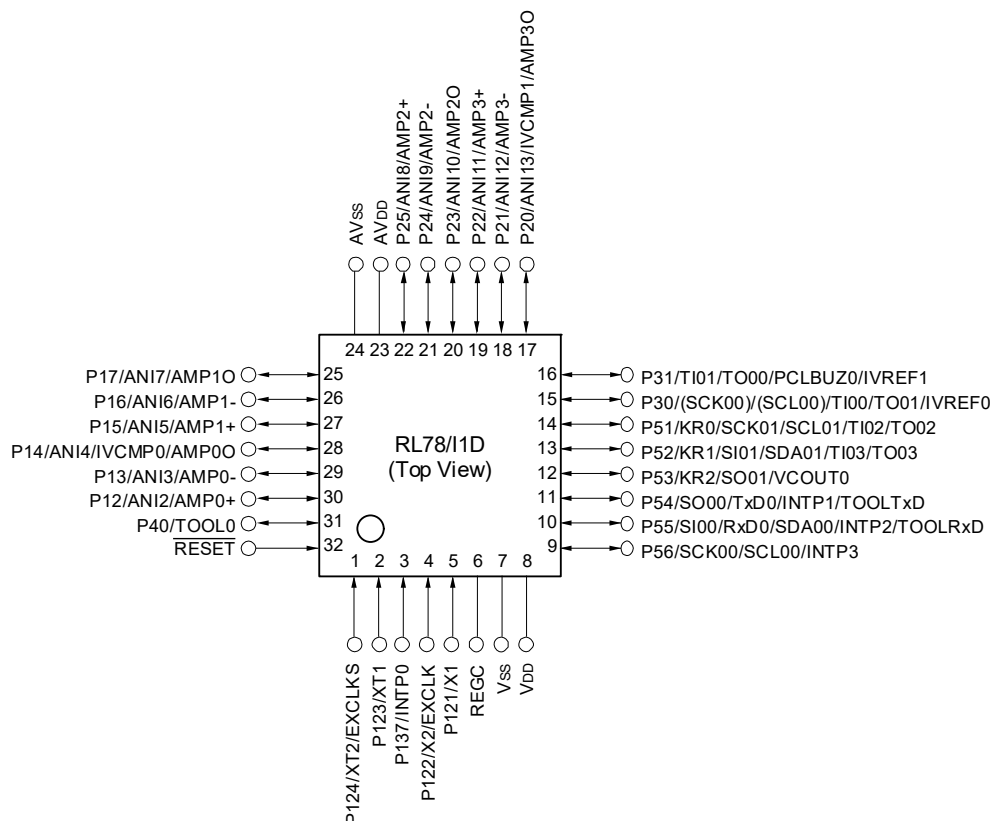 AVSS
AVDD
P25/ANI8/AMP2+
P24/ANI9/AMP2-
P23/ANI10/AMP2O
P22/ANI11/AMP3+
P21/ANI12/AMP3-
P20/ANI13/IVCMP1/AMP3O
24 23 22 21 20 19 18 17
P17/ANI7/AMP1O 25
P16/ANI6/AMP1- 26
P15/ANI5/AMP1+ 27
P14/ANI4/IVCMP0/AMP0O 28
P13/ANI3/AMP0- 29
P12/ANI2/AMP0+ 30
P40/TOOL0 31
RESET 32
RL78/I1D
(Top View)
16 P31/TI01/TO00/PCLBUZ0/IVREF1
15 P30/(SCK00)/(SCL00)/TI00/TO01/IVREF0
14 P51/KR0/SCK01/SCL01/TI02/TO02
13 P52/KR1/SI01/SDA01/TI03/TO03
12 P53/KR2/SO01/VCOUT0
11 P54/SO00/TxD0/INTP1/TOOLTxD
10 P55/SI00/RxD0/SDA00/INTP2/TOOLRxD
9 P56/SCK00/SCL00/INTP3
1 2 3 4 5 6 7 8
P124/XT2/EXCLKS
P123/XT1
P137/INTP0
P122/X2/EXCLK
P121/X1
REGC
VSS
VDD